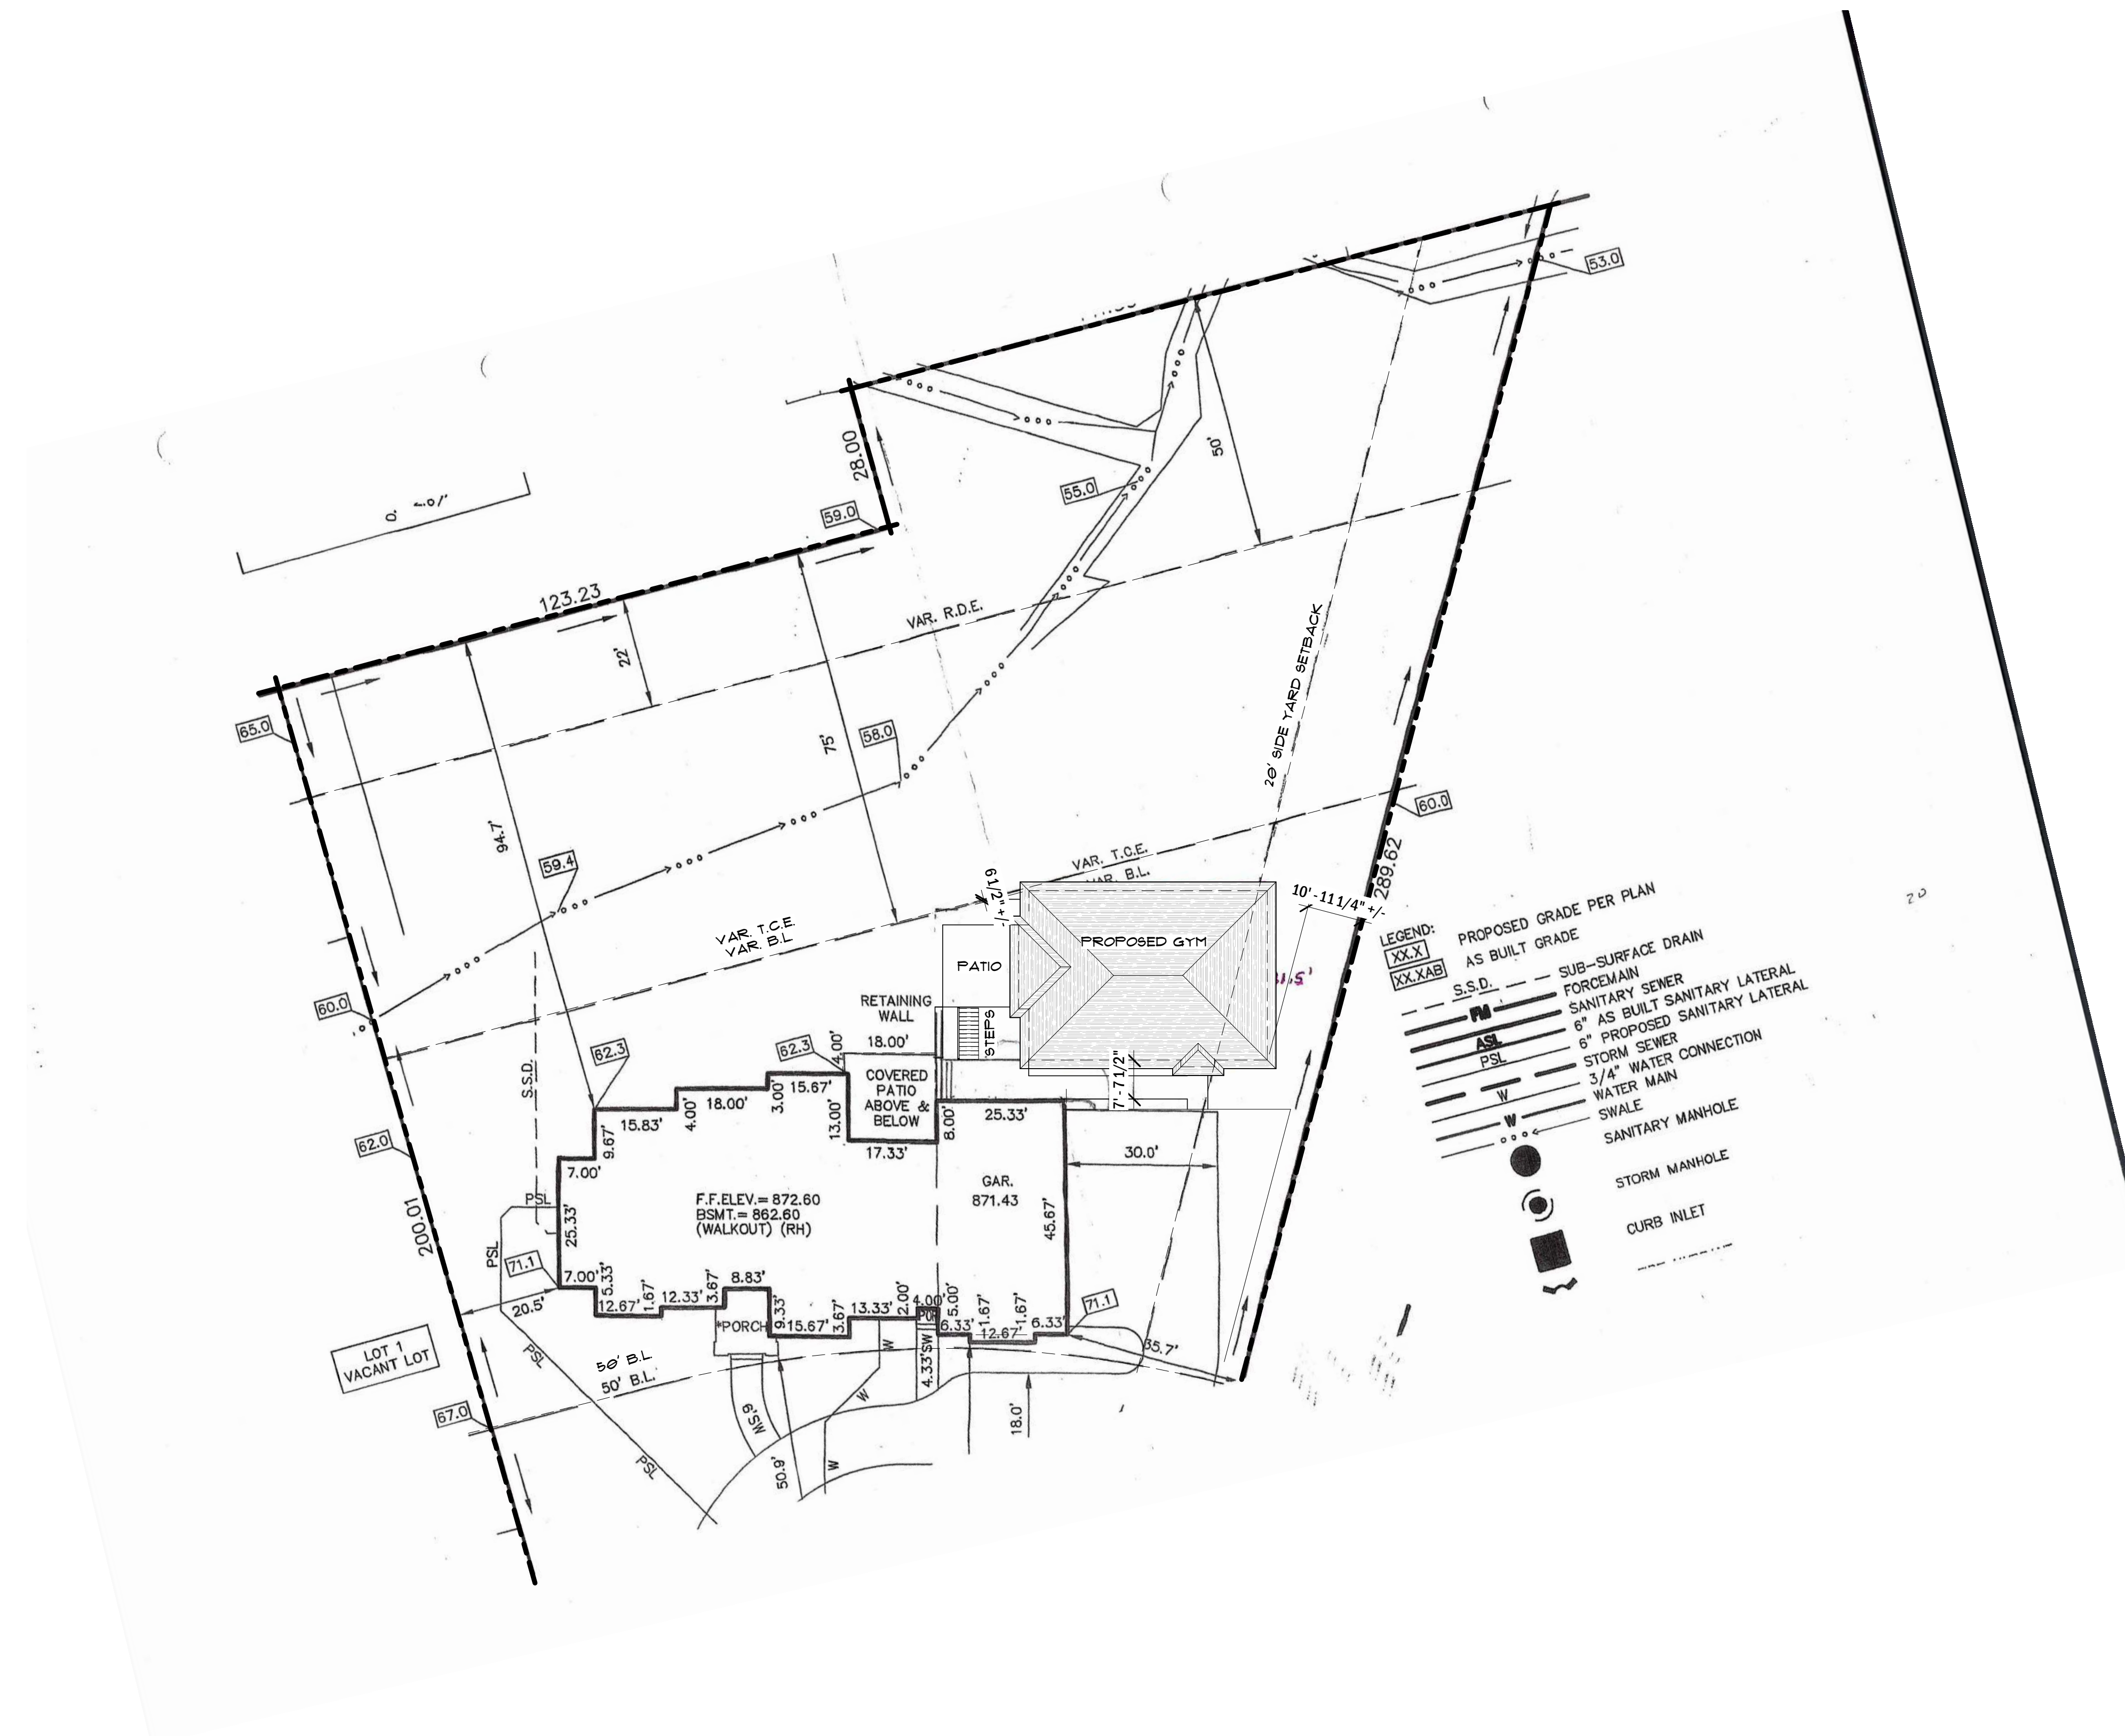 53.0
28.00
50'
59.0
55.0
123.23
VAR. R.D.E.
22'
20' SIDE YARD SETBACK
65.0
75'
58.0
94.7'
60.0
59.4
VAR. T.C.E.
VAR. B.L.
289.62
6 1/2" +/-
10'-11 1/4" +/-
VAR. T.C.E.
VAR. B.L
PROPOSED GYM
PATIO
RETAINING
WALL
STEPS
60.0
62.3
62.3
4.00'
18.00'
7'-7 1/2"
S.S.D.
COVERED
PATIO
ABOVE &
BELOW
15.67'
3.00'
18.00'
4.00'
15.83'
13.00'
8.00'
25.33'
9.67'
17.33'
62.0
7.00'
30.0'
GAR.
871.43
F.F.ELEV.= 872.60
BSMT.= 862.60
(WALKOUT) (RH)
PSL
25.33'
45.67'
200.01
PSL
71.1
7.00'
5.33'
12.67'
1.67'
12.33'
3.67'
8.83'
9.33'
15.67'
3.67'
13.33'
2.00'
4.00'
5.00'
6.33'
1.67'
12.67'
1.67'
6.33'
71.1
20.5'
*PORCH
4.33'SW
W
35.7'
LOT 1
VACANT LOT
PSL
50' B.L
50' B.L.
W
6'SW
18.0'
67.0
PSL
50.9'
W
LEGEND:
XX.X PROPOSED GRADE PER PLAN
XX.XAB AS BUILT GRADE
S.S.D. SUB-SURFACE DRAIN
FM FORCEMAIN
SANITARY SEWER
ASL 6" AS BUILT SANITARY LATERAL
PSL 6" PROPOSED SANITARY LATERAL
STORM SEWER
W 3/4" WATER CONNECTION
W WATER MAIN
SWALE
SANITARY MANHOLE
STORM MANHOLE
CURB INLET
20